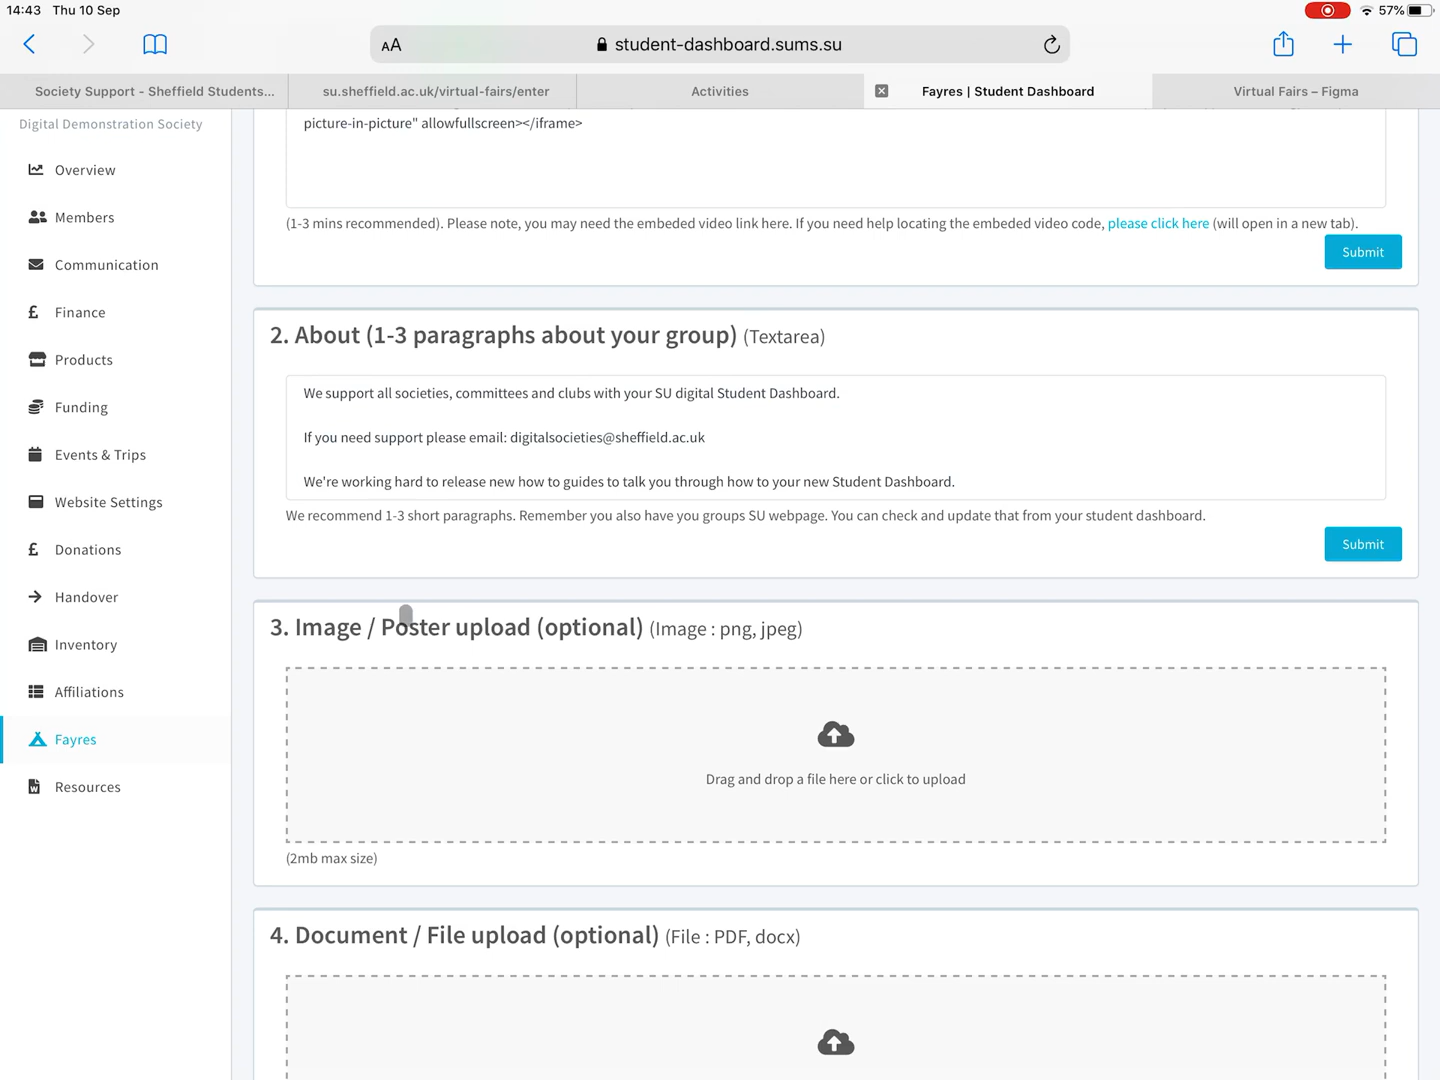 14:43 Thu 10 Sep
57%
AA
student-dashboard.sums.su
Society Support - Sheffield Students...
su.sheffield.ac.uk/virtual-fairs/enter
Activities
Fayres | Student Dashboard
Virtual Fairs – Figma
Digital Demonstration Society
Overview
Members
Communication
Finance
Products
Funding
Events & Trips
Website Settings
Donations
Handover
Inventory
Affiliations
Fayres
Resources
picture-in-picture" allowfullscreen></iframe>
(1-3 mins recommended). Please note, you may need the embeded video link here. If you need help locating the embeded video code, please click here (will open in a new tab).
Submit
2. About (1-3 paragraphs about your group) (Textarea)
We support all societies, committees and clubs with your SU digital Student Dashboard.
If you need support please email: digitalsocieties@sheffield.ac.uk
We're working hard to release new how to guides to talk you through how to your new Student Dashboard.
We recommend 1-3 short paragraphs. Remember you also have you groups SU webpage. You can check and update that from your student dashboard.
Submit
3. Image / Poster upload (optional) (Image : png, jpeg)
Drag and drop a file here or click to upload
(2mb max size)
4. Document / File upload (optional) (File : PDF, docx)